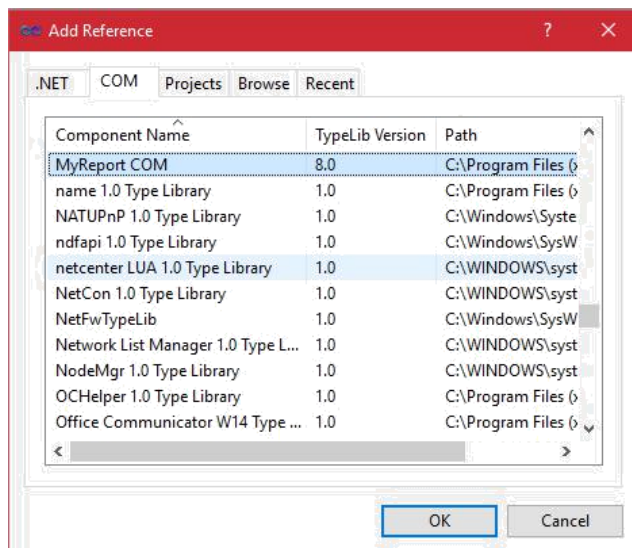 Add Reference ? ×
.NET COM Projects Browse Recent
Component Name TypeLib Version Path
MyReport COM 8.0 C:\Program Files (x
name 1.0 Type Library 1.0 C:\Program Files (x
NATUPnP 1.0 Type Library 1.0 C:\Windows\Syste
ndfapi 1.0 Type Library 1.0 C:\Windows\SysW
netcenter LUA 1.0 Type Library 1.0 C:\WINDOWS\syst
NetCon 1.0 Type Library 1.0 C:\WINDOWS\syst
NetFwTypeLib 1.0 C:\Windows\SysW
Network List Manager 1.0 Type L... 1.0 C:\WINDOWS\syst
NodeMgr 1.0 Type Library 1.0 C:\WINDOWS\syst
OCHelper 1.0 Type Library 1.0 C:\Program Files (x
Office Communicator W14 Type ... 1.0 C:\Program Files (x
OK Cancel